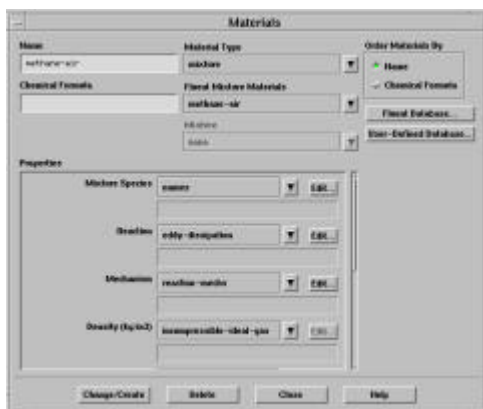 Materials
Name
Material Type
Order Materials By
methane-air
mixture
Name
Chemical Formula
Chemical Formula
Fluent Mixture Materials
methane-air
Fluent Database...
Mixture
none
User-Defined Database...
Properties
Mixture Species
names
Edit...
Reaction
eddy-dissipation
Edit...
Mechanism
reaction-mechs
Edit...
Density (kg/m3)
incompressible-ideal-gas
Edit...
Change/Create
Delete
Close
Help